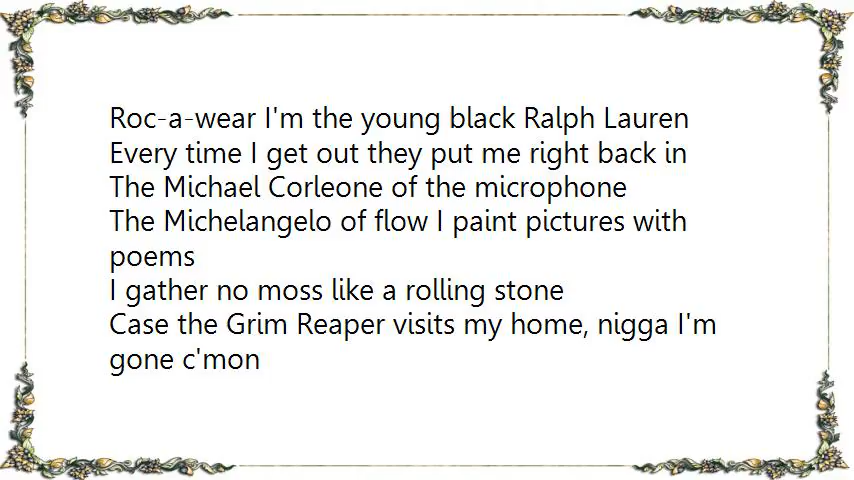 Roc-a-wear I'm the young black Ralph Lauren
Every time I get out they put me right back in
The Michael Corleone of the microphone
The Michelangelo of flow I paint pictures with
poems
I gather no moss like a rolling stone
Case the Grim Reaper visits my home, nigga I'm
gone c'mon